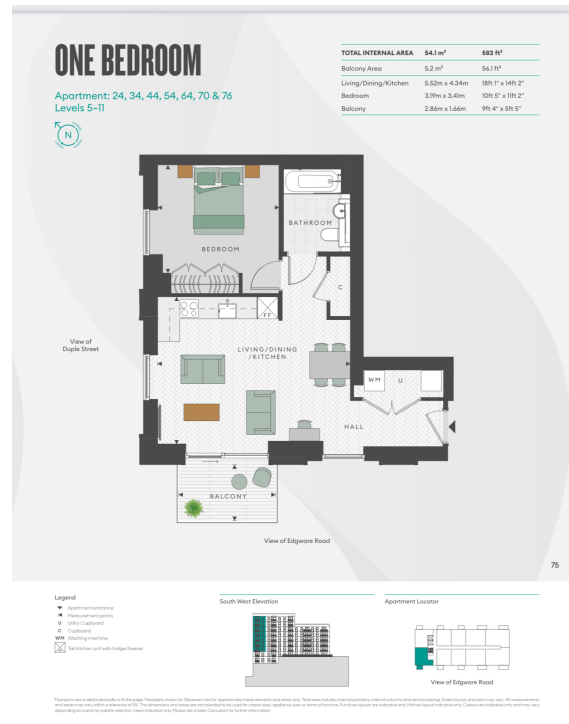 ONE BEDROOM
Apartment: 24, 34, 44, 54, 64, 70 & 76
Levels 5–11
N
TOTAL INTERNAL AREA 54.1 m² 583 ft²
Balcony Area 5.2 m² 56.1 ft²
Living/Dining/Kitchen 5.52m x 4.34m 18ft 1" x 14ft 2"
Bedroom 3.19m x 3.41m 10ft 5" x 11ft 2"
Balcony 2.86m x 1.66m 9ft 4" x 5ft 5"
BATHROOM
BEDROOM
C
FF
View of
Duple Street
LIVING/DINING
/KITCHEN
WM
U
HALL
BALCONY
View of Edgware Road
75
Legend
Apartment entrance
Measurement points
U Utility Cupboard
C Cupboard
WM Washing machine
Tall kitchen unit with fridge/freezer
South West Elevation
Apartment Locator
View of Edgware Road